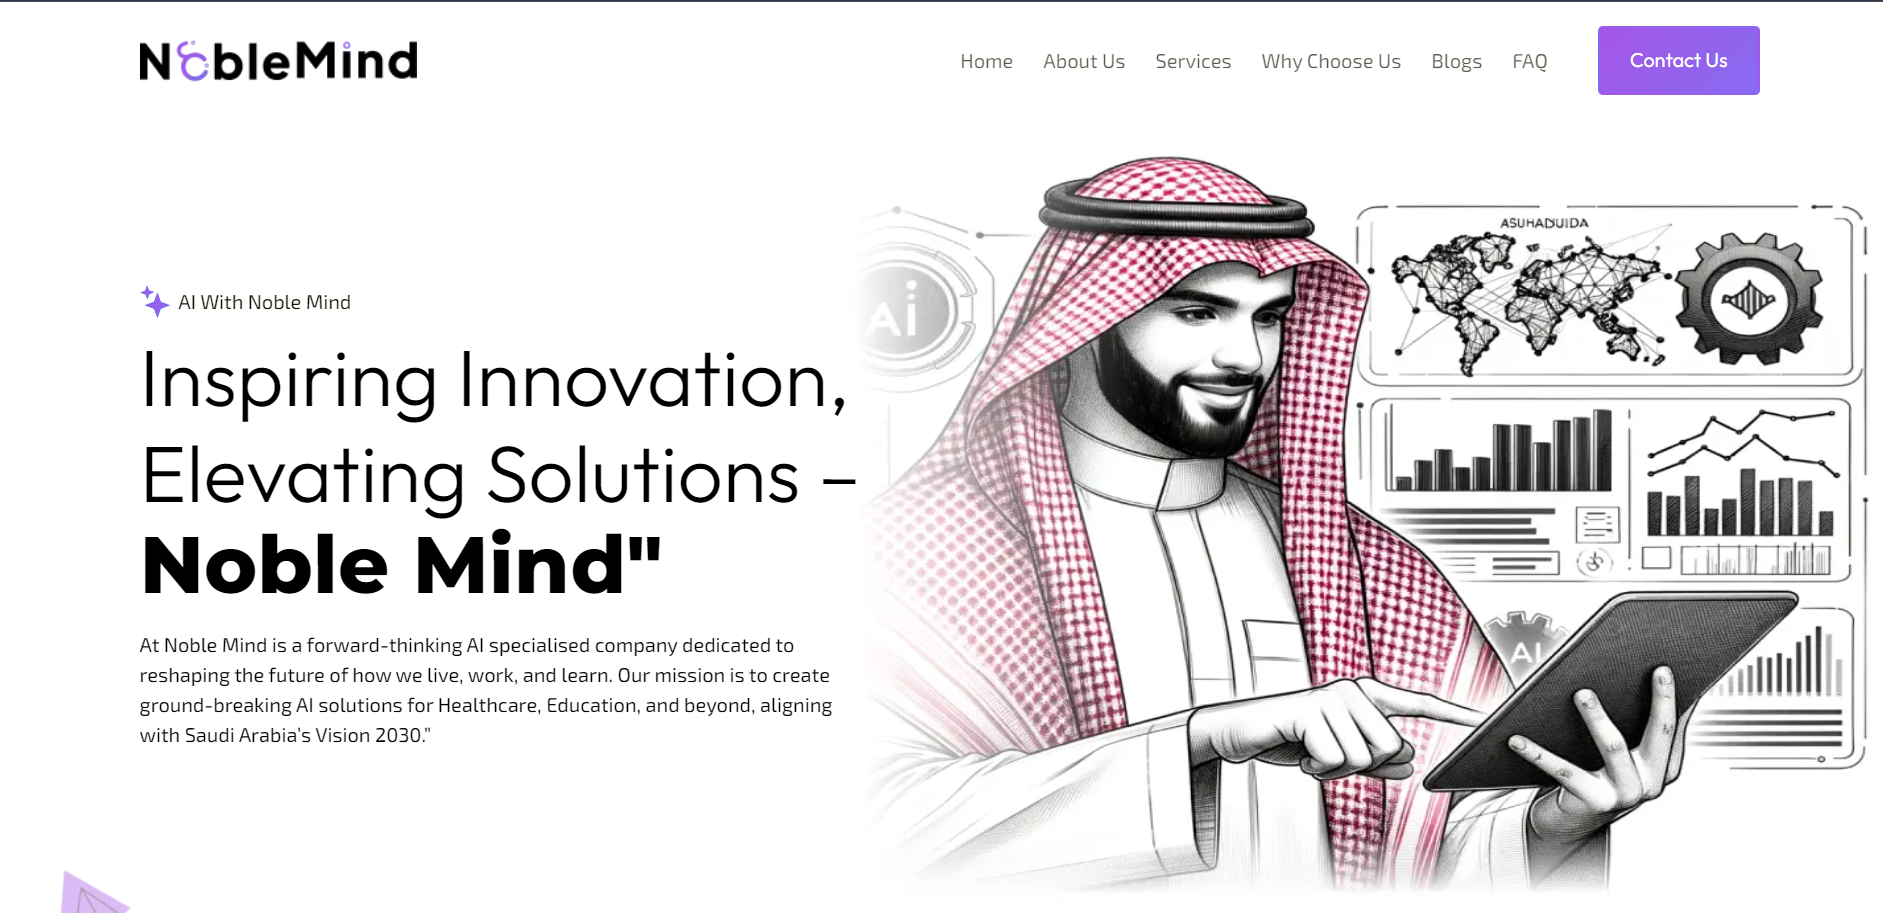 NobleMind
Home About Us Services Why Choose Us Blogs FAQ Contact Us
ASUHADUIDA
Ai
AI With Noble Mind
Inspiring Innovation,
Elevating Solutions –
Noble Mind"
At Noble Mind is a forward-thinking AI specialised company dedicated to
reshaping the future of how we live, work, and learn. Our mission is to create
ground-breaking AI solutions for Healthcare, Education, and beyond, aligning
with Saudi Arabia’s Vision 2030.”
AI